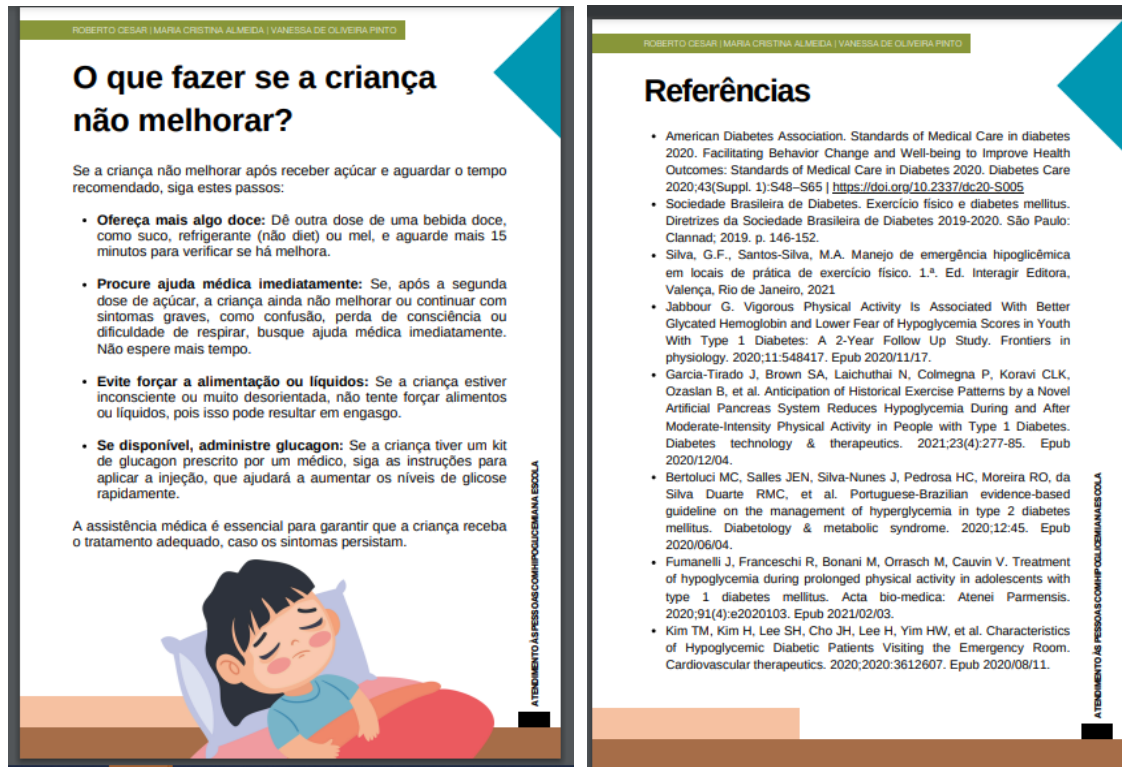 ROBERTO CESAR | MARIA CRISTINA ALMEIDA | VANESSA DE OLIVEIRA PINTO
O que fazer se a criança
não melhorar?
Se a criança não melhorar após receber açúcar e aguardar o tempo
recomendado, siga estes passos:
• Ofereça mais algo doce: Dê outra dose de uma bebida doce,
como suco, refrigerante (não diet) ou mel, e aguarde mais 15
minutos para verificar se há melhora.
• Procure ajuda médica imediatamente: Se, após a segunda
dose de açúcar, a criança ainda não melhorar ou continuar com
sintomas graves, como confusão, perda de consciência ou
dificuldade de respirar, busque ajuda médica imediatamente.
Não espere mais tempo.
• Evite forçar a alimentação ou líquidos: Se a criança estiver
inconsciente ou muito desorientada, não tente forçar alimentos
ou líquidos, pois isso pode resultar em engasgo.
• Se disponível, administre glucagon: Se a criança tiver um kit
de glucagon prescrito por um médico, siga as instruções para
aplicar a injeção, que ajudará a aumentar os níveis de glicose
rapidamente.
A assistência médica é essencial para garantir que a criança receba
o tratamento adequado, caso os sintomas persistam.
ATENDIMENTO ÀS PESSOAS COM HIPOGLICEMIA NA ESCOLA
ROBERTO CESAR | MARIA CRISTINA ALMEIDA | VANESSA DE OLIVEIRA PINTO
Referências
• American Diabetes Association. Standards of Medical Care in diabetes
2020. Facilitating Behavior Change and Well-being to Improve Health
Outcomes: Standards of Medical Care in Diabetes 2020. Diabetes Care
2020;43(Suppl. 1):S48–S65 | https://doi.org/10.2337/dc20-S005
• Sociedade Brasileira de Diabetes. Exercício físico e diabetes mellitus.
Diretrizes da Sociedade Brasileira de Diabetes 2019-2020. São Paulo:
Clannad; 2019. p. 146-152.
• Silva, G.F., Santos-Silva, M.A. Manejo de emergência hipoglicêmica
em locais de prática de exercício físico. 1.ª. Ed. Interagir Editora,
Valença, Rio de Janeiro, 2021
• Jabbour G. Vigorous Physical Activity Is Associated With Better
Glycated Hemoglobin and Lower Fear of Hypoglycemia Scores in Youth
With Type 1 Diabetes: A 2-Year Follow Up Study. Frontiers in
physiology. 2020;11:548417. Epub 2020/11/17.
• Garcia-Tirado J, Brown SA, Laichuthai N, Colmegna P, Koravi CLK,
Ozaslan B, et al. Anticipation of Historical Exercise Patterns by a Novel
Artificial Pancreas System Reduces Hypoglycemia During and After
Moderate-Intensity Physical Activity in People with Type 1 Diabetes.
Diabetes technology & therapeutics. 2021;23(4):277-85. Epub
2020/12/04.
• Bertoluci MC, Salles JEN, Silva-Nunes J, Pedrosa HC, Moreira RO, da
Silva Duarte RMC, et al. Portuguese-Brazilian evidence-based
guideline on the management of hyperglycemia in type 2 diabetes
mellitus. Diabetology & metabolic syndrome. 2020;12:45. Epub
2020/06/04.
• Fumanelli J, Franceschi R, Bonani M, Orrasch M, Cauvin V. Treatment
of hypoglycemia during prolonged physical activity in adolescents with
type 1 diabetes mellitus. Acta bio-medica: Atenei Parmensis.
2020;91(4):e2020103. Epub 2021/02/03.
• Kim TM, Kim H, Lee SH, Cho JH, Lee H, Yim HW, et al. Characteristics
of Hypoglycemic Diabetic Patients Visiting the Emergency Room.
Cardiovascular therapeutics. 2020;2020:3612607. Epub 2020/08/11.
ATENDIMENTO ÀS PESSOAS COM HIPOGLICEMIA NA ESCOLA